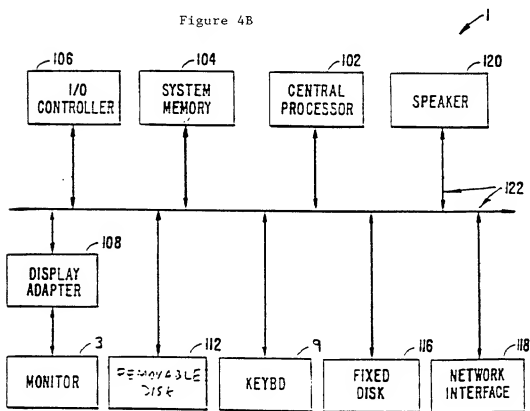 Figure 4B
1
106
104
102
120
I/O
CONTROLLER
SYSTEM
MEMORY
CENTRAL
PROCESSOR
SPEAKER
122
108
DISPLAY
ADAPTER
3
112
9
116
118
MONITOR
REMOVABLE
DISK
KEYBD
FIXED
DISK
NETWORK
INTERFACE